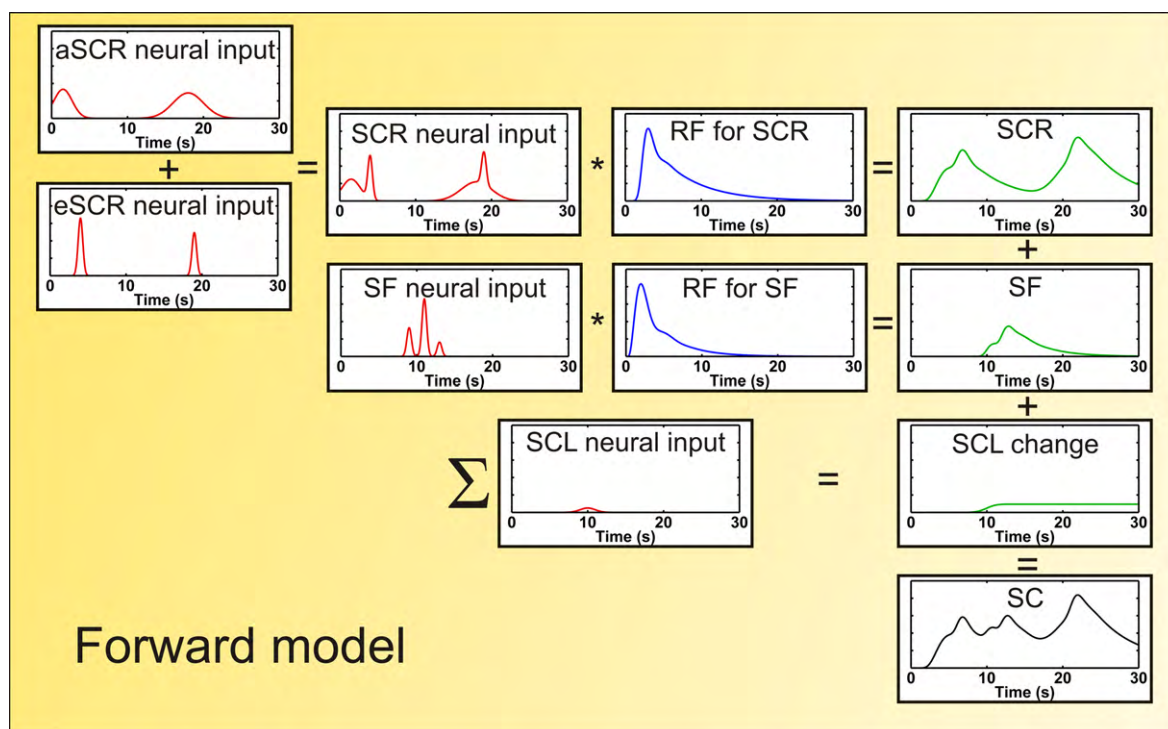 aSCR neural input
0 10 20 30
Time (s)
+
eSCR neural input
10 20 30
Time (s)
=
SCR neural input
0 10 20 30
Time (s)
*
RF for SCR
0 10 20 30
Time (s)
=
SCR
0 10 20 30
Time (s)
+
SF neural input
0 10 20 30
Time (s)
*
RF for SF
0 10 20 30
Time (s)
=
SF
0 10 20 30
Time (s)
+
Σ
SCL neural input
0 10 20 30
Time (s)
=
SCL change
0 10 20 30
Time (s)
=
SC
0 10 20 30
Time (s)
Forward model